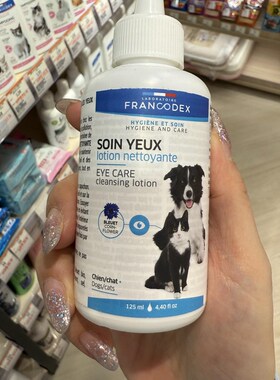 LABORATOIRE
FRANCODEX
HYGIÈNE ET SOIN
HYGIENE AND CARE
SOIN YEUX
lotion nettoyante
EYE CARE
cleansing lotion
BLEUET
CORN-
FLOWER
Chien/chat -
Dogs/cats
125 ml
4,40 fl oz